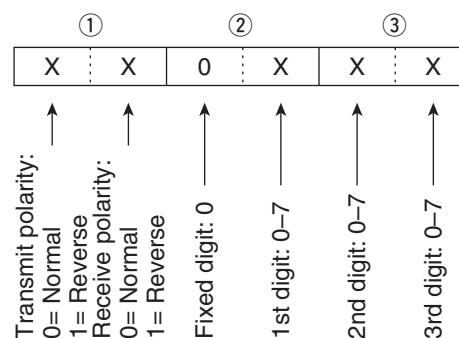 ① ② ③
X X 0 X X X
Transmit polarity:
0= Normal
1= Reverse
Receive polarity:
0= Normal
1= Reverse
Fixed digit: 0
1st digit: 0–7
2nd digit: 0–7
3rd digit: 0–7